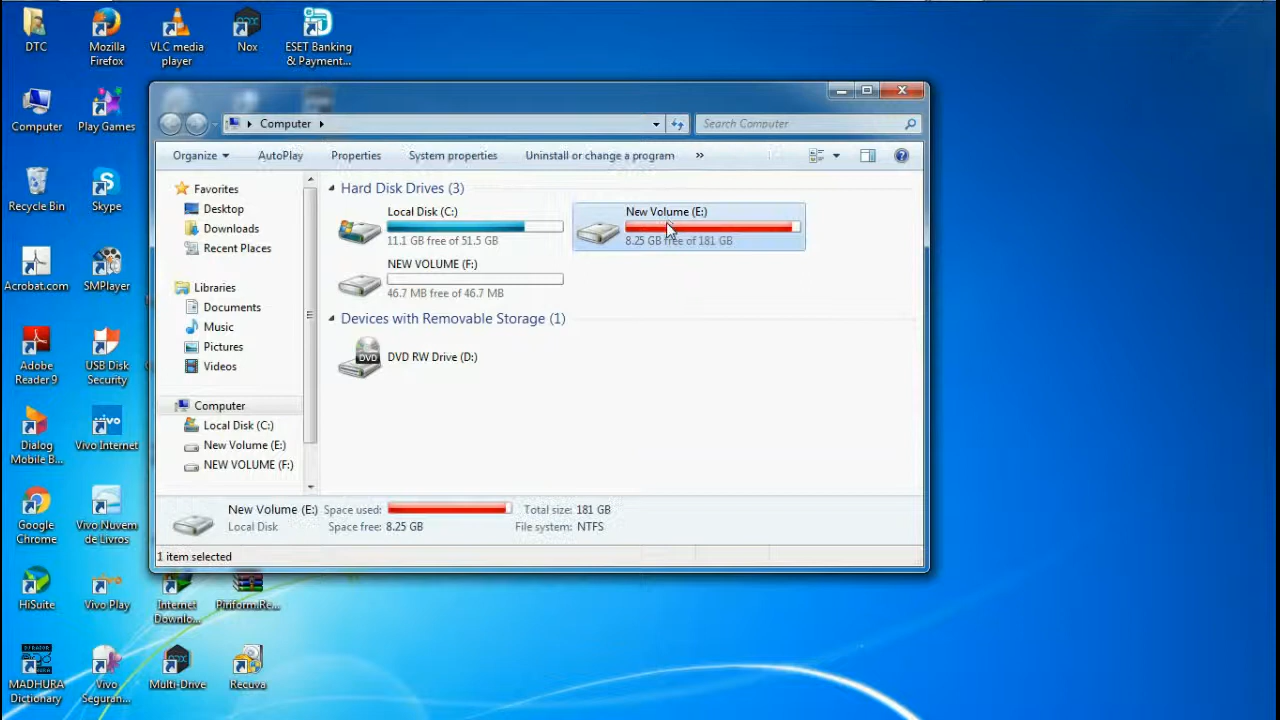 DTC
Mozilla
Firefox
VLC media
player
Nox
ESET Banking
& Payment...
Computer
Play Games
Recycle Bin
Skype
Acrobat.com
SMPlayer
Adobe
Reader 9
USB Disk
Security
Dialog
Mobile B...
Vivo Internet
Google
Chrome
Vivo Nuvem
de Livros
HiSuite
Vivo Play
Internet
Downlo...
Piriform.Re...
MADHURA
Dictionary
Vivo
Seguran...
Multi-Drive
Recuva
Computer
Search Computer
Organize
AutoPlay
Properties
System properties
Uninstall or change a program
»
Favorites
Desktop
Downloads
Recent Places
Libraries
Documents
Music
Pictures
Videos
Computer
Local Disk (C:)
New Volume (E:)
NEW VOLUME (F:)
Hard Disk Drives (3)
Local Disk (C:)
11.1 GB free of 51.5 GB
New Volume (E:)
8.25 GB free of 181 GB
NEW VOLUME (F:)
46.7 MB free of 46.7 MB
Devices with Removable Storage (1)
DVD
DVD RW Drive (D:)
New Volume (E:) Space used: Total size: 181 GB
Local Disk Space free: 8.25 GB File system: NTFS
1 item selected